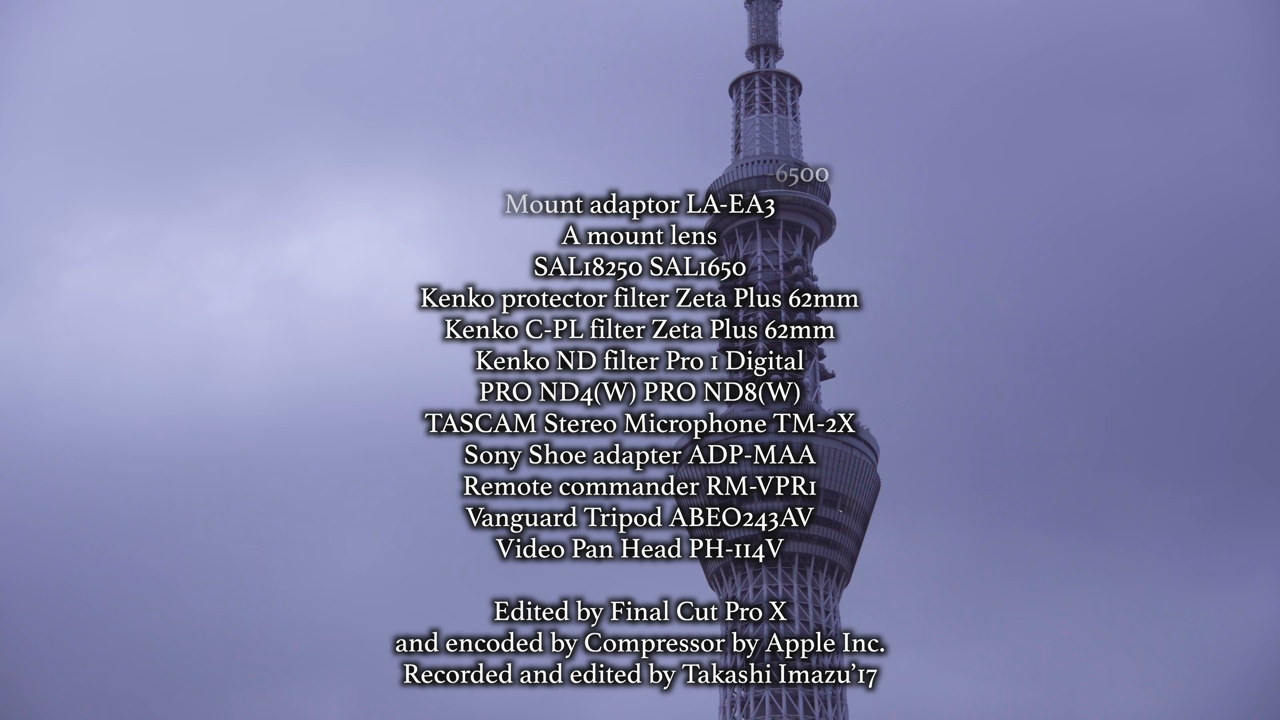 6500
Mount adaptor LA-EA3
A mount lens
SAL18250 SAL1650
Kenko protector filter Zeta Plus 62mm
Kenko C-PL filter Zeta Plus 62mm
Kenko ND filter Pro 1 Digital
PRO ND4(W) PRO ND8(W)
TASCAM Stereo Microphone TM-2X
Sony Shoe adapter ADP-MAA
Remote commander RM-VPR1
Vanguard Tripod ABEO243AV
Video Pan Head PH-114V
Edited by Final Cut Pro X
and encoded by Compressor by Apple Inc.
Recorded and edited by Takashi Imazu’17